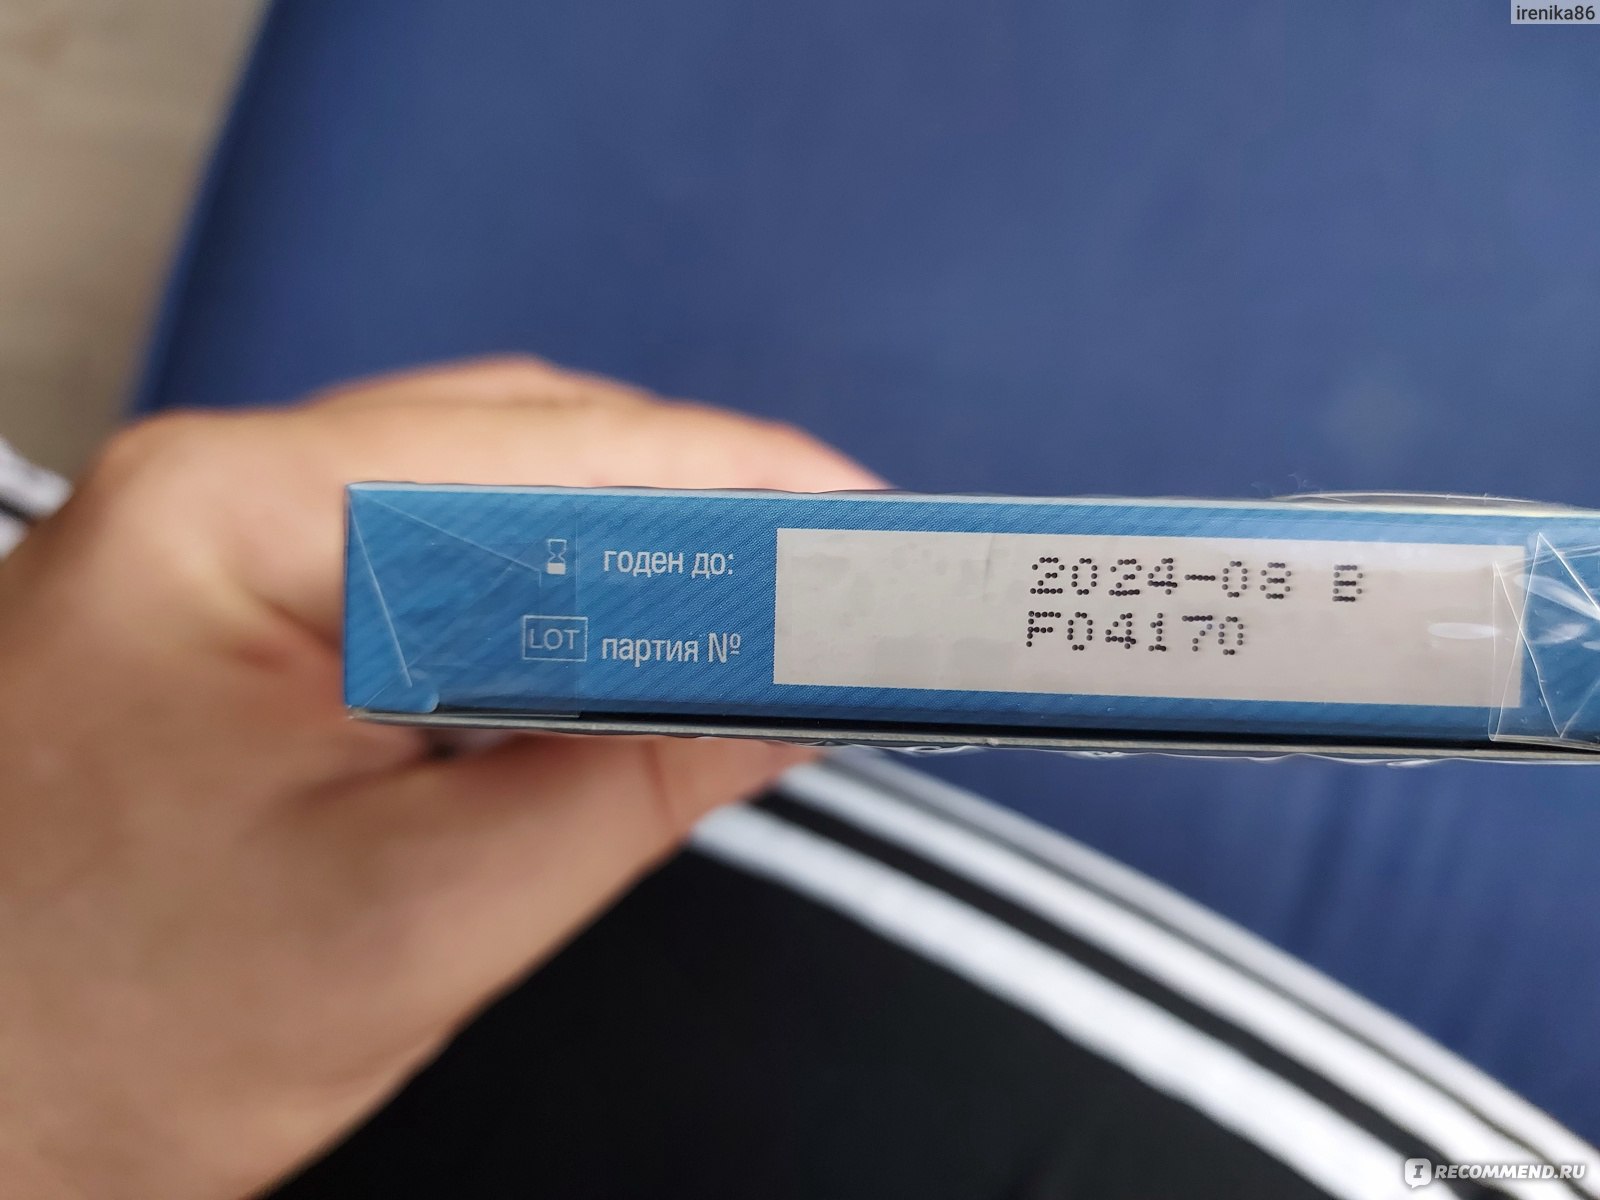 irenika86
годен до:
2024-08 B
LOT партия №
F04170
I RECOMMEND.RU